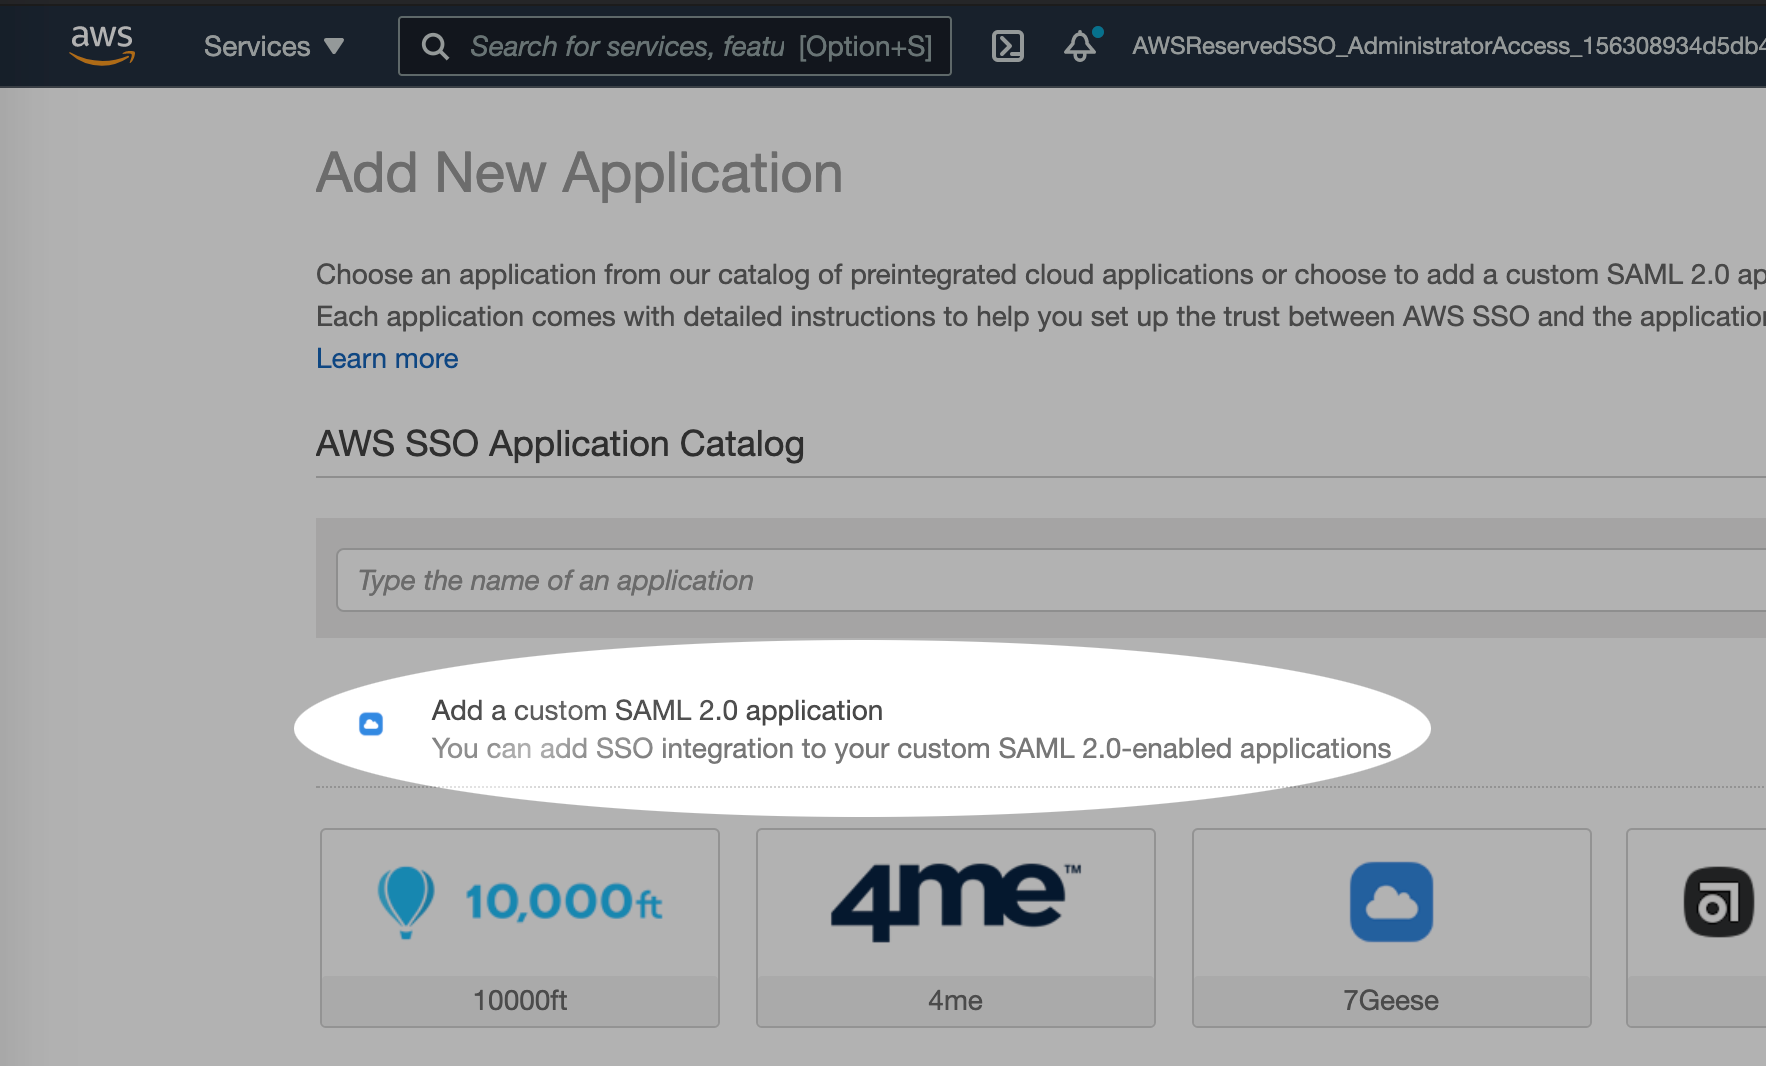 aws Services Search for services, featu [Option+S] AWSReservedSSO_AdministratorAccess_156308934d5db4
Add New Application
Choose an application from our catalog of preintegrated cloud applications or choose to add a custom SAML 2.0 ap
Each application comes with detailed instructions to help you set up the trust between AWS SSO and the application
Learn more
AWS SSO Application Catalog
Type the name of an application
Add a custom SAML 2.0 application
You can add SSO integration to your custom SAML 2.0-enabled applications
10,000ft 4me™
10000ft 4me 7Geese